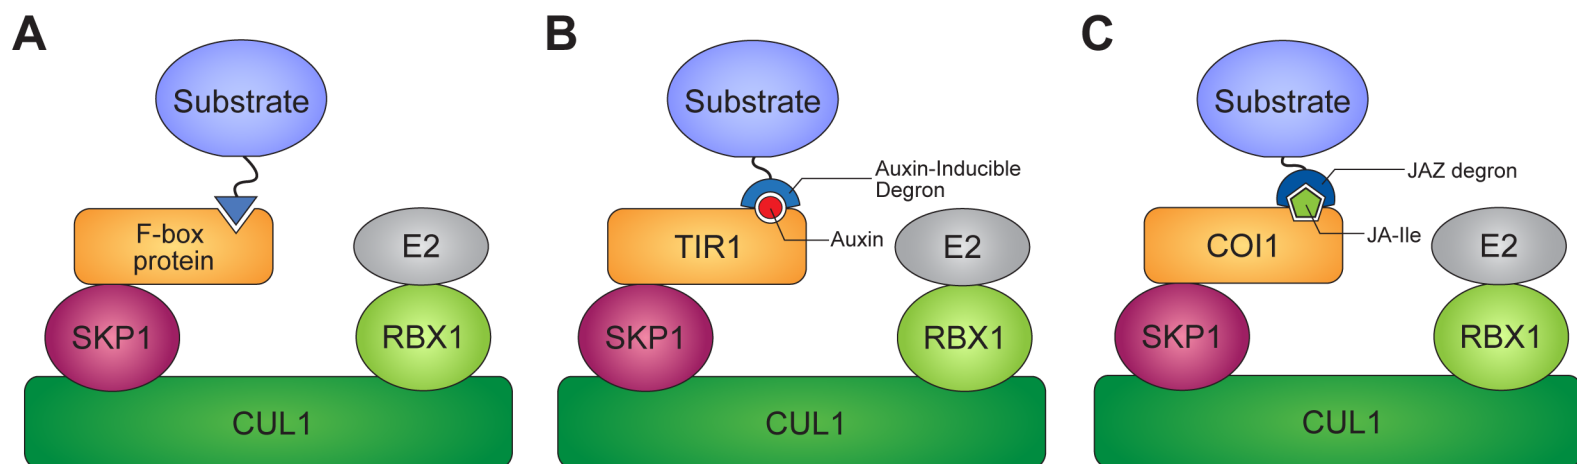 A
Substrate
F-box
protein
E2
SKP1
RBX1
CUL1
B
Substrate
Auxin-Inducible
Degron
TIR1
Auxin
E2
SKP1
RBX1
CUL1
C
Substrate
JAZ degron
COI1
JA-Ile
E2
SKP1
RBX1
CUL1